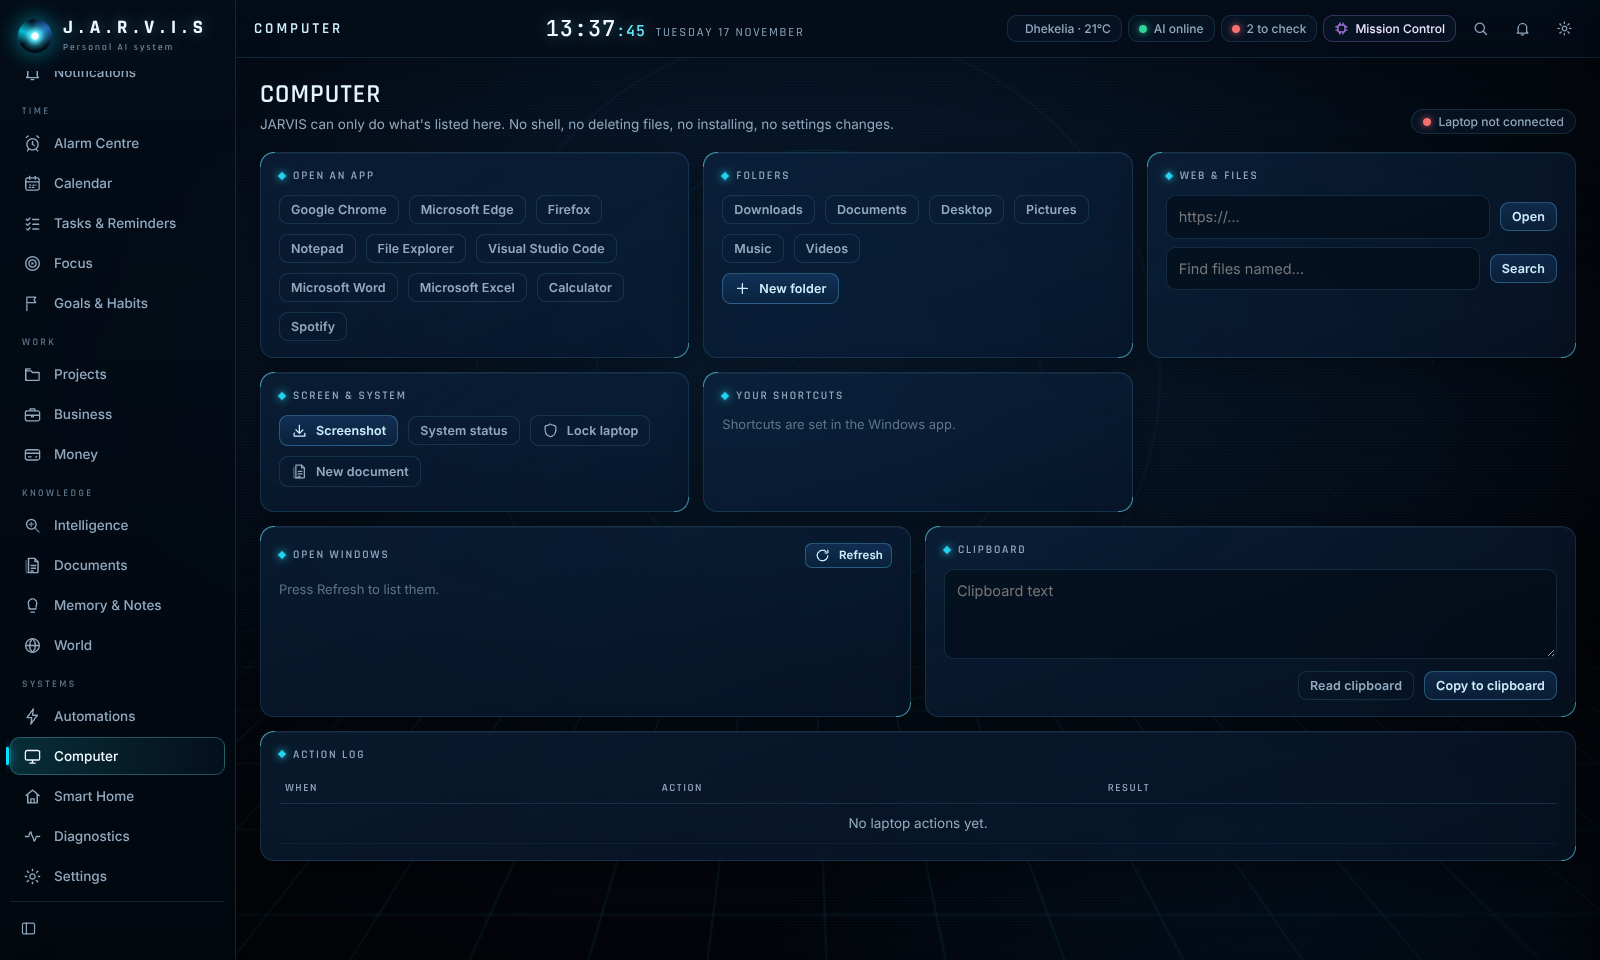 J.A.R.V.I.S
Personal AI system
COMPUTER
13:37:45 TUESDAY 17 NOVEMBER
Dhekelia · 21°C
AI online
2 to check
Mission Control
Notifications
TIME
Alarm Centre
Calendar
Tasks & Reminders
Focus
Goals & Habits
WORK
Projects
Business
Money
KNOWLEDGE
Intelligence
Documents
Memory & Notes
World
SYSTEMS
Automations
Computer
Smart Home
Diagnostics
Settings
COMPUTER
JARVIS can only do what's listed here. No shell, no deleting files, no installing, no settings changes.
Laptop not connected
OPEN AN APP
Google Chrome Microsoft Edge Firefox
Notepad File Explorer Visual Studio Code
Microsoft Word Microsoft Excel Calculator
Spotify
FOLDERS
Downloads Documents Desktop Pictures
Music Videos
New folder
WEB & FILES
https://... Open
Find files named... Search
SCREEN & SYSTEM
Screenshot System status Lock laptop
New document
YOUR SHORTCUTS
Shortcuts are set in the Windows app.
OPEN WINDOWS
Refresh
Press Refresh to list them.
CLIPBOARD
Clipboard text
Read clipboard Copy to clipboard
ACTION LOG
WHEN ACTION RESULT
No laptop actions yet.